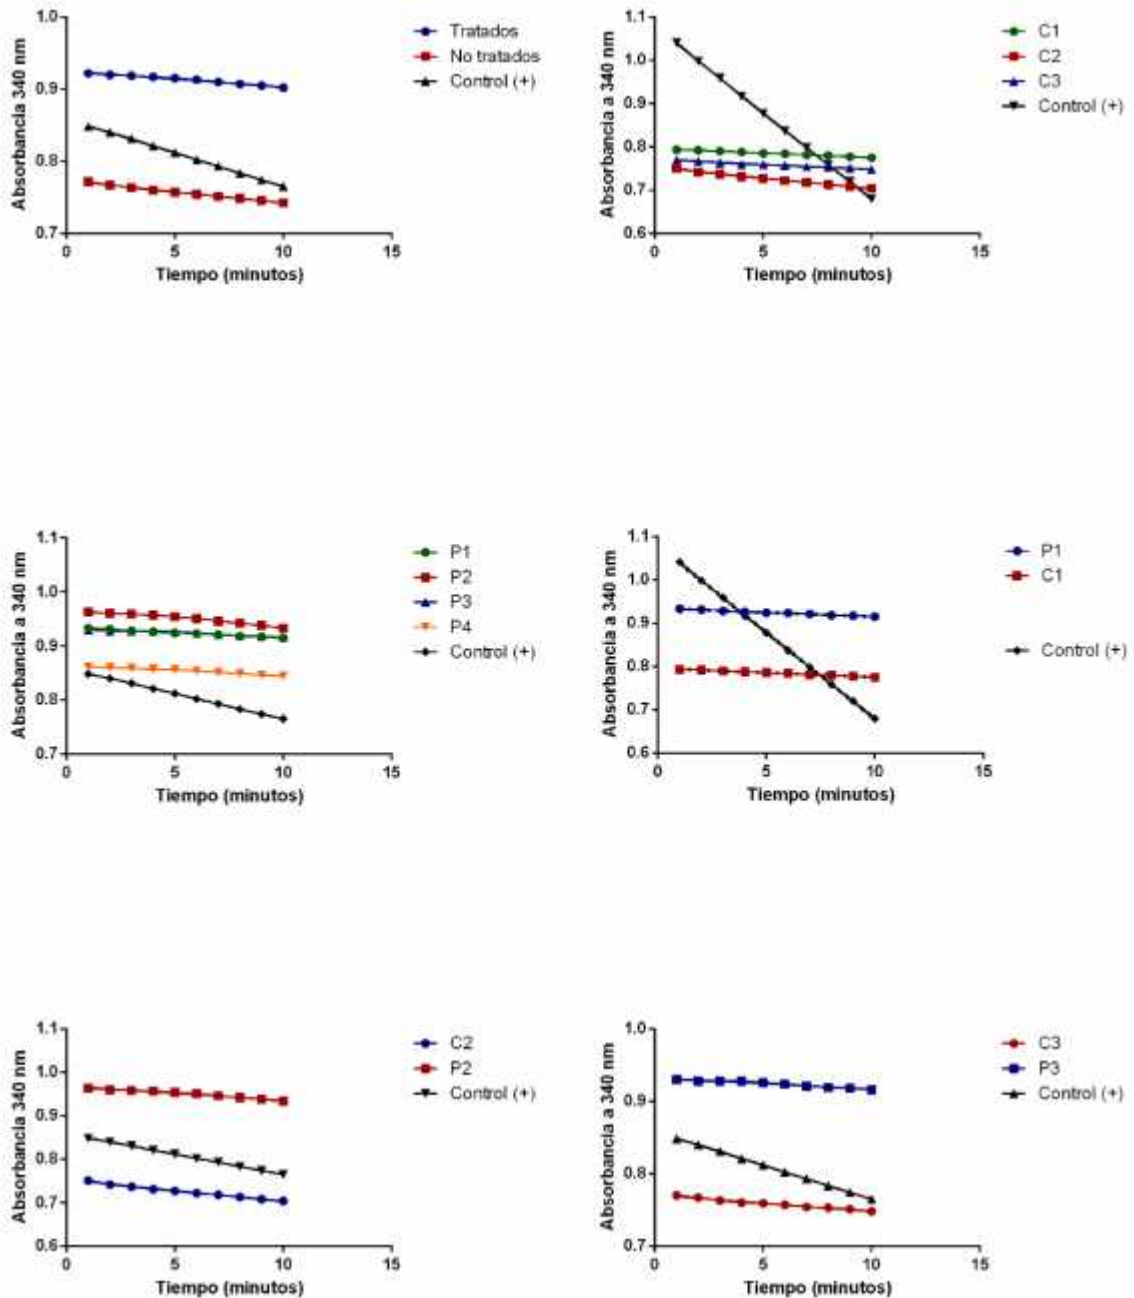 Absorbancia 340 nm
1.0
0.9
0.8
0.7
0
5
10
15
Tiempo (minutos)
Tratados
No tratados
Control (+)
Absorbancia a 340 nm
1.1
1.0
0.9
0.8
0.7
0.6
0
5
10
15
Tiempo (minutos)
C1
C2
C3
Control (+)
Absorbancia a 340 nm
1.1
1.0
0.9
0.8
0.7
0
5
10
15
Tiempo (minutos)
P1
P2
P3
P4
Control (+)
Absorbancia a 340 nm
1.1
1.0
0.9
0.8
0.7
0.6
0
5
10
15
Tiempo (minutos)
P1
C1
Control (+)
Absorbancia a 340 nm
1.1
1.0
0.9
0.8
0.7
0.6
0
5
10
15
Tiempo (minutos)
C2
P2
Control (+)
Absorbancia a 340 nm
1.0
0.9
0.8
0.7
0
5
10
15
Tiempo (minutos)
C3
P3
Control (+)